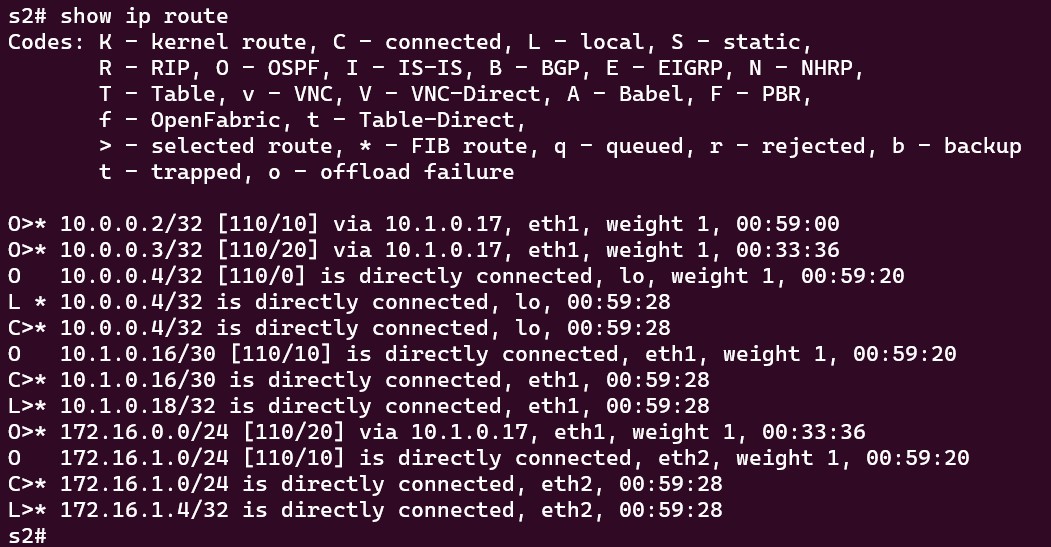 s2# show ip route
Codes: K - kernel route, C - connected, L - local, S - static,
       R - RIP, O - OSPF, I - IS-IS, B - BGP, E - EIGRP, N - NHRP,
       T - Table, v - VNC, V - VNC-Direct, A - Babel, F - PBR,
       f - OpenFabric, t - Table-Direct,
       > - selected route, * - FIB route, q - queued, r - rejected, b - backup
       t - trapped, o - offload failure

O>* 10.0.0.2/32 [110/10] via 10.1.0.17, eth1, weight 1, 00:59:00
O>* 10.0.0.3/32 [110/20] via 10.1.0.17, eth1, weight 1, 00:33:36
O   10.0.0.4/32 [110/0] is directly connected, lo, weight 1, 00:59:20
L * 10.0.0.4/32 is directly connected, lo, 00:59:28
C>* 10.0.0.4/32 is directly connected, lo, 00:59:28
O   10.1.0.16/30 [110/10] is directly connected, eth1, weight 1, 00:59:20
C>* 10.1.0.16/30 is directly connected, eth1, 00:59:28
L>* 10.1.0.18/32 is directly connected, eth1, 00:59:28
O>* 172.16.0.0/24 [110/20] via 10.1.0.17, eth1, weight 1, 00:33:36
O   172.16.1.0/24 [110/10] is directly connected, eth2, weight 1, 00:59:20
C>* 172.16.1.0/24 is directly connected, eth2, 00:59:28
L>* 172.16.1.4/32 is directly connected, eth2, 00:59:28
s2#